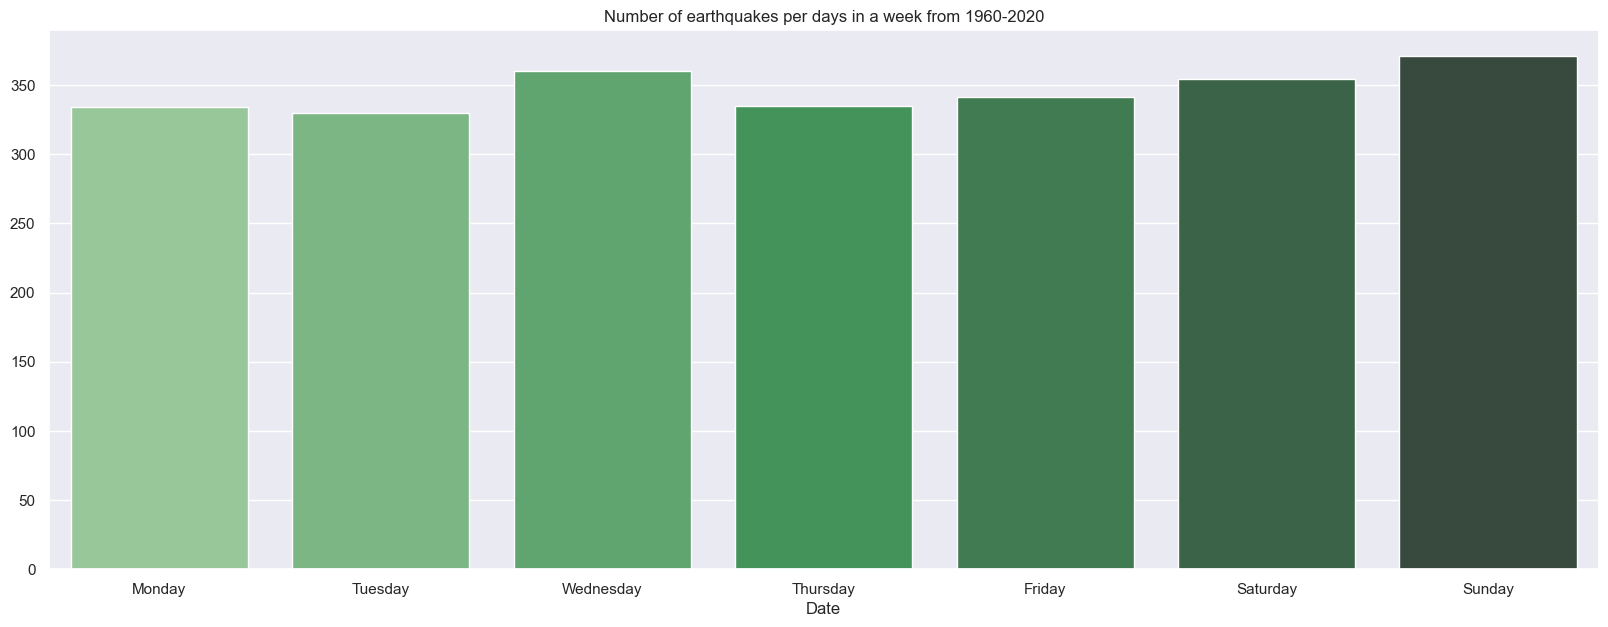 Number of earthquakes per days in a week from 1960-2020
350
300
250
200
150
100
50
0
Monday Tuesday Wednesday Thursday Friday Saturday Sunday
Date